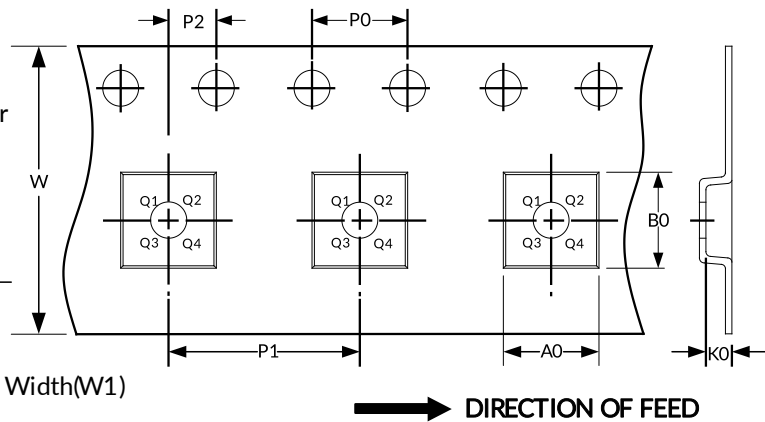 P2
P0
r
W
Q1 Q2
Q3 Q4
Q1 Q2
Q3 Q4
Q1 Q2
Q3 Q4
B0
P1
A0
K0
Width(W1)
DIRECTION OF FEED